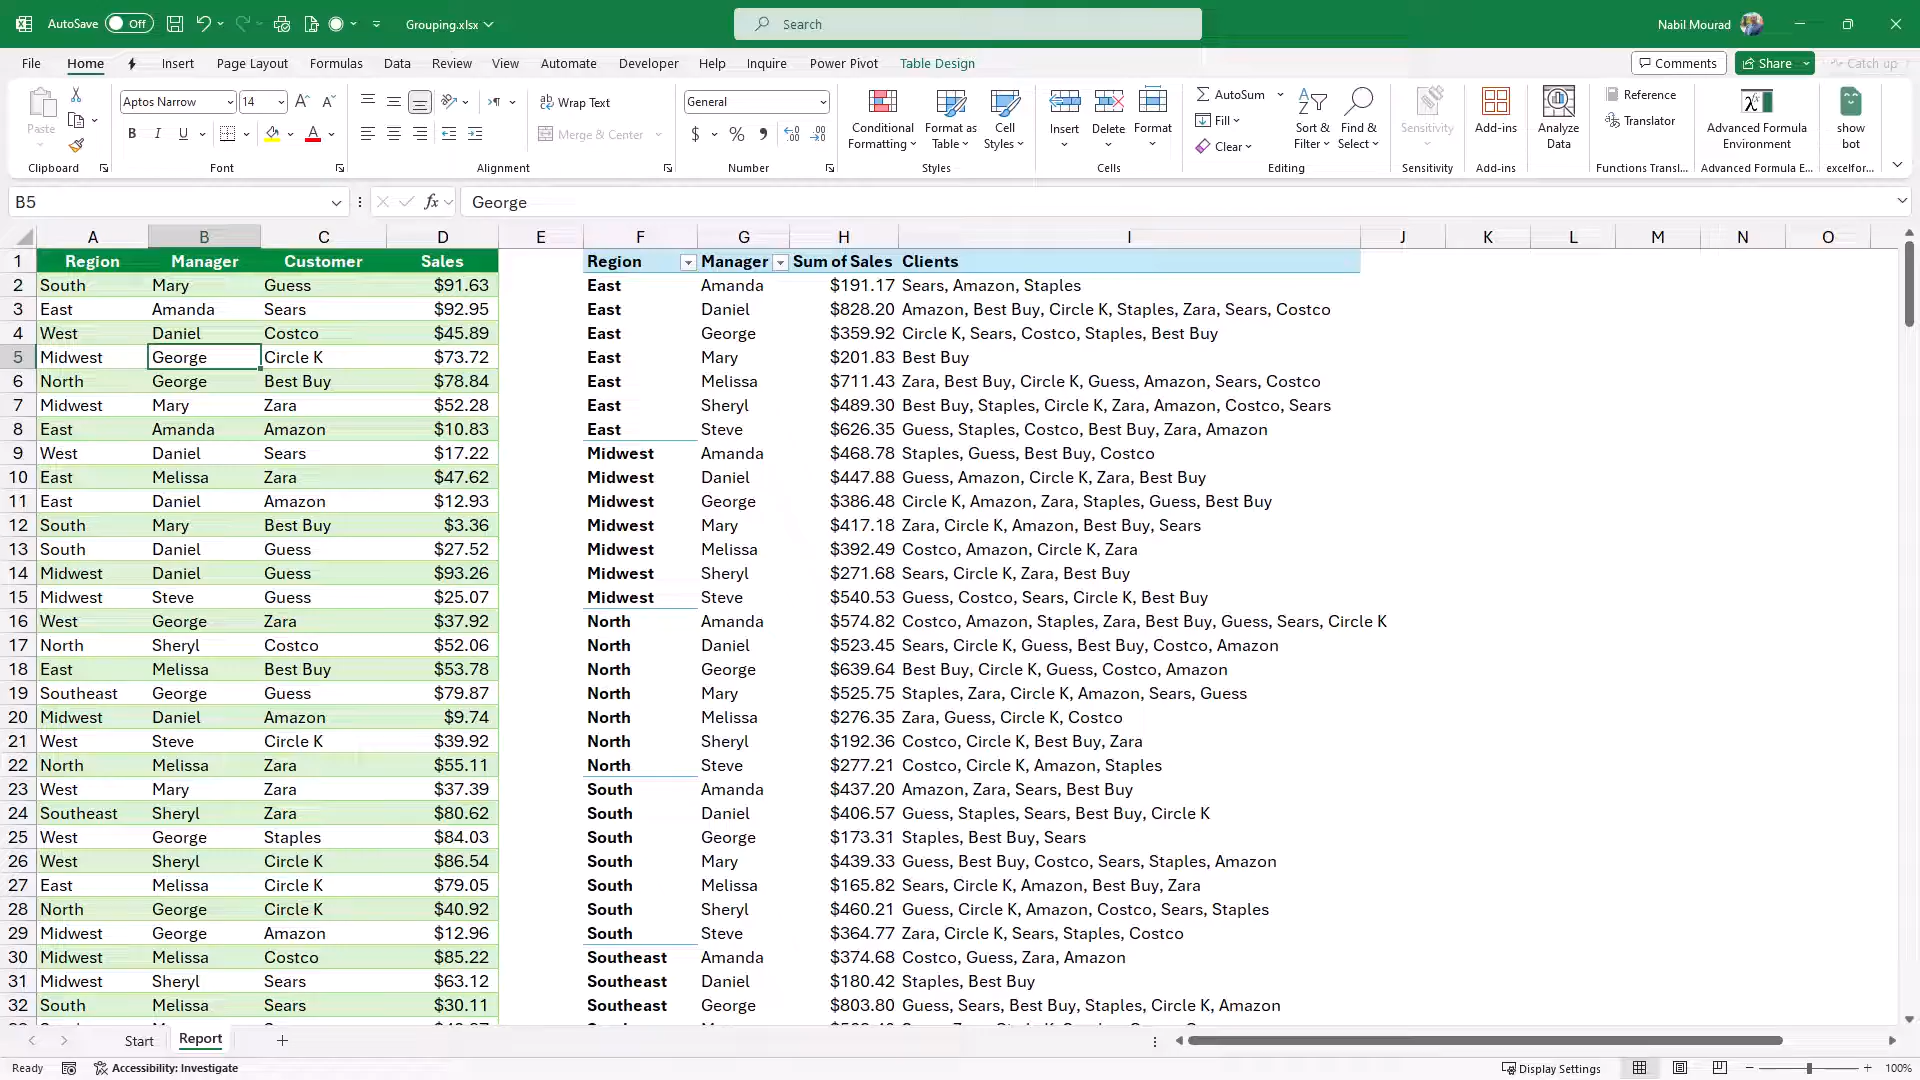 AutoSave Off Grouping.xlsx Search Nabil Mourad
File Home Insert Page Layout Formulas Data Review View Automate Developer Help Inquire Power Pivot Table Design Comments Share Catch up
Paste Aptos Narrow 14 Wrap Text General Conditional Formatting Format as Table Cell Styles Insert Delete Format AutoSum Sort & Filter Find & Select Sensitivity Add-ins Analyze Data Reference Advanced Formula Environment show bot
B I U Merge & Center $ % Fill Clear Translator
Clipboard Font Alignment Number Styles Cells Editing Sensitivity Add-ins Functions Transl... Advanced Formula E... excelfor...
B5 fx George
A B C D E F G H I J K L M N O
1 Region Manager Customer Sales Region Manager Sum of Sales Clients
2 South Mary Guess $91.63 East Amanda $191.17 Sears, Amazon, Staples
3 East Amanda Sears $92.95 East Daniel $828.20 Amazon, Best Buy, Circle K, Staples, Zara, Sears, Costco
4 West Daniel Costco $45.89 East George $359.92 Circle K, Sears, Costco, Staples, Best Buy
5 Midwest George Circle K $73.72 East Mary $201.83 Best Buy
6 North George Best Buy $78.84 East Melissa $711.43 Zara, Best Buy, Circle K, Guess, Amazon, Sears, Costco
7 Midwest Mary Zara $52.28 East Sheryl $489.30 Best Buy, Staples, Circle K, Zara, Amazon, Costco, Sears
8 East Amanda Amazon $10.83 East Steve $626.35 Guess, Staples, Costco, Best Buy, Zara, Amazon
9 West Daniel Sears $17.22 Midwest Amanda $468.78 Staples, Guess, Best Buy, Costco
10 East Melissa Zara $47.62 Midwest Daniel $447.88 Guess, Amazon, Circle K, Zara, Best Buy
11 East Daniel Amazon $12.93 Midwest George $386.48 Circle K, Amazon, Zara, Staples, Guess, Best Buy
12 South Mary Best Buy $3.36 Midwest Mary $417.18 Zara, Circle K, Amazon, Best Buy, Sears
13 South Daniel Guess $27.52 Midwest Melissa $392.49 Costco, Amazon, Circle K, Zara
14 Midwest Daniel Guess $93.26 Midwest Sheryl $271.68 Sears, Circle K, Zara, Best Buy
15 Midwest Steve Guess $25.07 Midwest Steve $540.53 Guess, Costco, Sears, Circle K, Best Buy
16 West George Zara $37.92 North Amanda $574.82 Costco, Amazon, Staples, Zara, Best Buy, Guess, Sears, Circle K
17 North Sheryl Costco $52.06 North Daniel $523.45 Sears, Circle K, Guess, Best Buy, Costco, Amazon
18 East Melissa Best Buy $53.78 North George $639.64 Best Buy, Circle K, Guess, Costco, Amazon
19 Southeast George Guess $79.87 North Mary $525.75 Staples, Zara, Circle K, Amazon, Sears, Guess
20 Midwest Daniel Amazon $9.74 North Melissa $276.35 Zara, Guess, Circle K, Costco
21 West Steve Circle K $39.92 North Sheryl $192.36 Costco, Circle K, Best Buy, Zara
22 North Melissa Zara $55.11 North Steve $277.21 Costco, Circle K, Amazon, Staples
23 West Mary Zara $37.39 South Amanda $437.20 Amazon, Zara, Sears, Best Buy
24 Southeast Sheryl Zara $80.62 South Daniel $406.57 Guess, Staples, Sears, Best Buy, Circle K
25 West George Staples $84.03 South George $173.31 Staples, Best Buy, Sears
26 West Sheryl Circle K $86.54 South Mary $439.33 Guess, Best Buy, Costco, Sears, Staples, Amazon
27 East Melissa Circle K $79.05 South Melissa $165.82 Sears, Circle K, Amazon, Best Buy, Zara
28 North George Circle K $40.92 South Sheryl $460.21 Guess, Circle K, Amazon, Costco, Sears, Staples
29 Midwest George Amazon $12.96 South Steve $364.77 Zara, Circle K, Sears, Staples, Costco
30 Midwest Melissa Costco $85.22 Southeast Amanda $374.68 Costco, Guess, Zara, Amazon
31 Midwest Sheryl Sears $63.12 Southeast Daniel $180.42 Staples, Best Buy
32 South Melissa Sears $30.11 Southeast George $803.80 Guess, Sears, Best Buy, Staples, Circle K, Amazon
Start Report
Ready Accessibility: Investigate Display Settings 100%